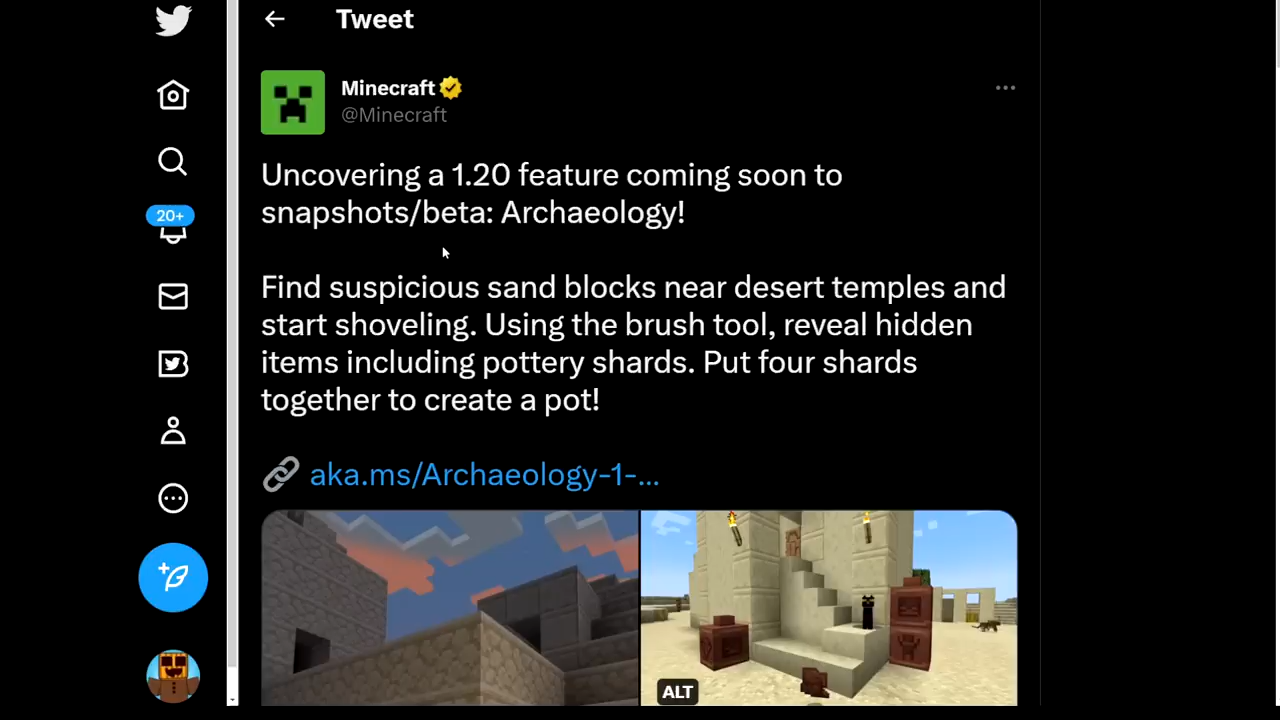 Tweet
Minecraft
@Minecraft
Uncovering a 1.20 feature coming soon to
snapshots/beta: Archaeology!
20+
Find suspicious sand blocks near desert temples and
start shoveling. Using the brush tool, reveal hidden
items including pottery shards. Put four shards
together to create a pot!
aka.ms/Archaeology-1-...
ALT